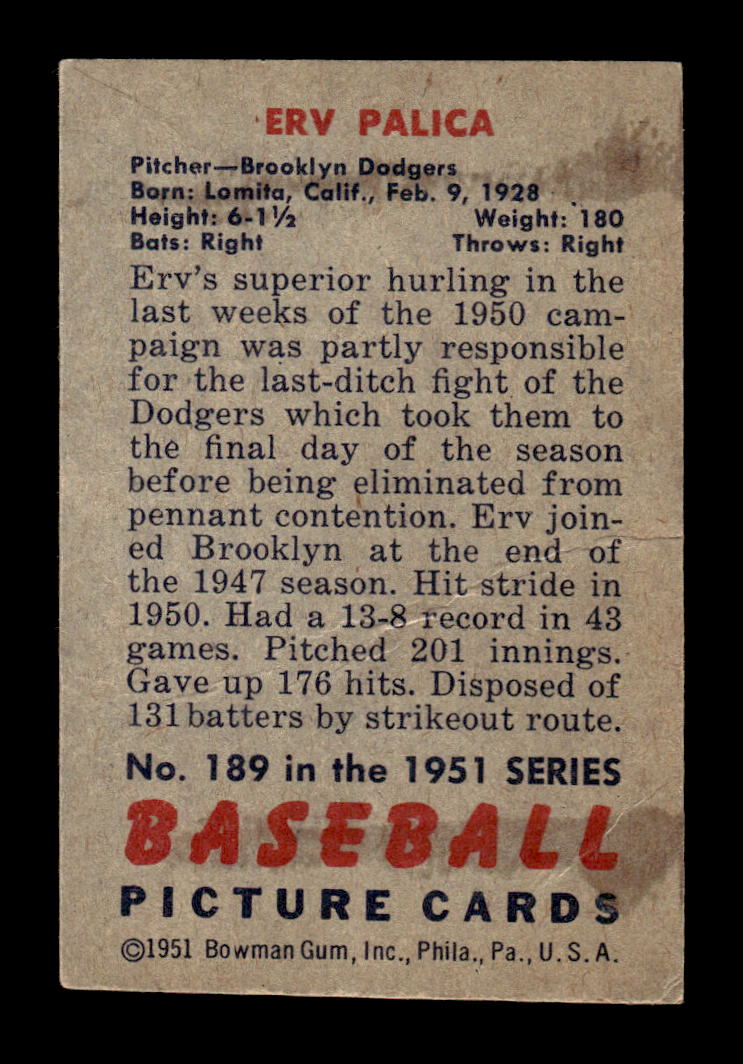 ERV PALICA
Pitcher—Brooklyn Dodgers
Born: Lomita, Calif., Feb. 9, 1928
Height: 6-1½ Weight: 180
Bats: Right Throws: Right
Erv's superior hurling in the
last weeks of the 1950 cam-
paign was partly responsible
for the last-ditch fight of the
Dodgers which took them to
the final day of the season
before being eliminated from
pennant contention. Erv join-
ed Brooklyn at the end of
the 1947 season. Hit stride in
1950. Had a 13-8 record in 43
games. Pitched 201 innings.
Gave up 176 hits. Disposed of
131 batters by strikeout route.
No. 189 in the 1951 SERIES
BASEBALL
PICTURE CARDS
©1951 Bowman Gum, Inc., Phila., Pa., U.S.A.